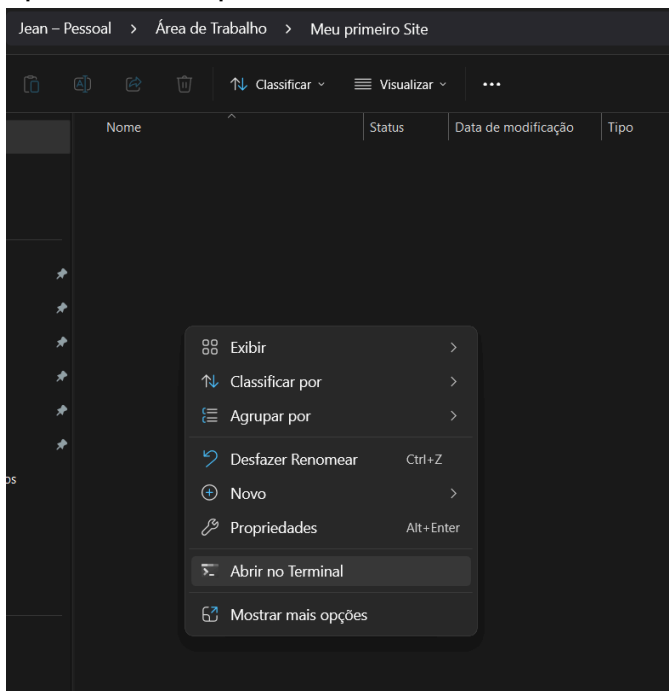 Jean – Pessoal > Área de Trabalho > Meu primeiro Site
Classificar Visualizar ...
Nome Status Data de modificação Tipo
Exibir
Classificar por
Agrupar por
Desfazer Renomear Ctrl+Z
Novo
Propriedades Alt+Enter
os
Abrir no Terminal
Mostrar mais opções